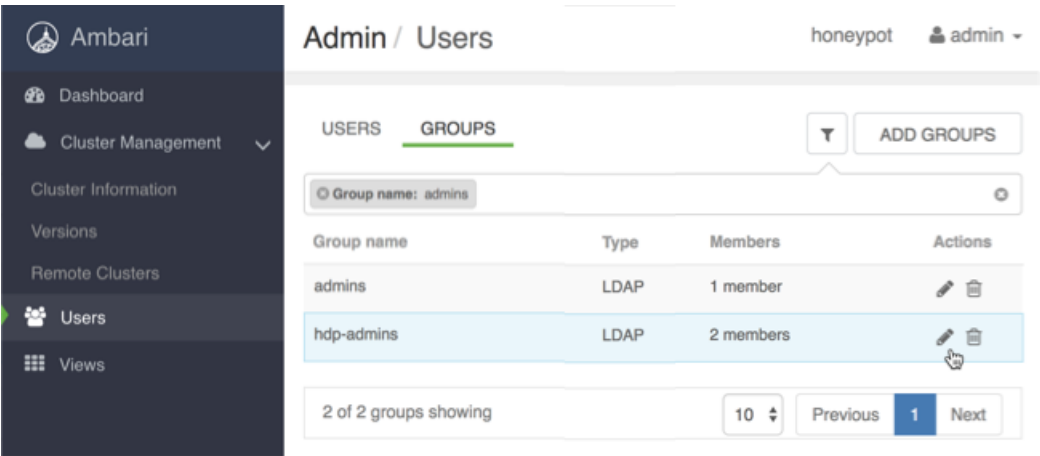 Ambari
Dashboard
Cluster Management
Cluster Information
Versions
Remote Clusters
Users
Views
Admin / Users
honeypot admin
USERS GROUPS
ADD GROUPS
Group name: admins
Group name Type Members Actions
admins LDAP 1 member
hdp-admins LDAP 2 members
2 of 2 groups showing 10 Previous 1 Next